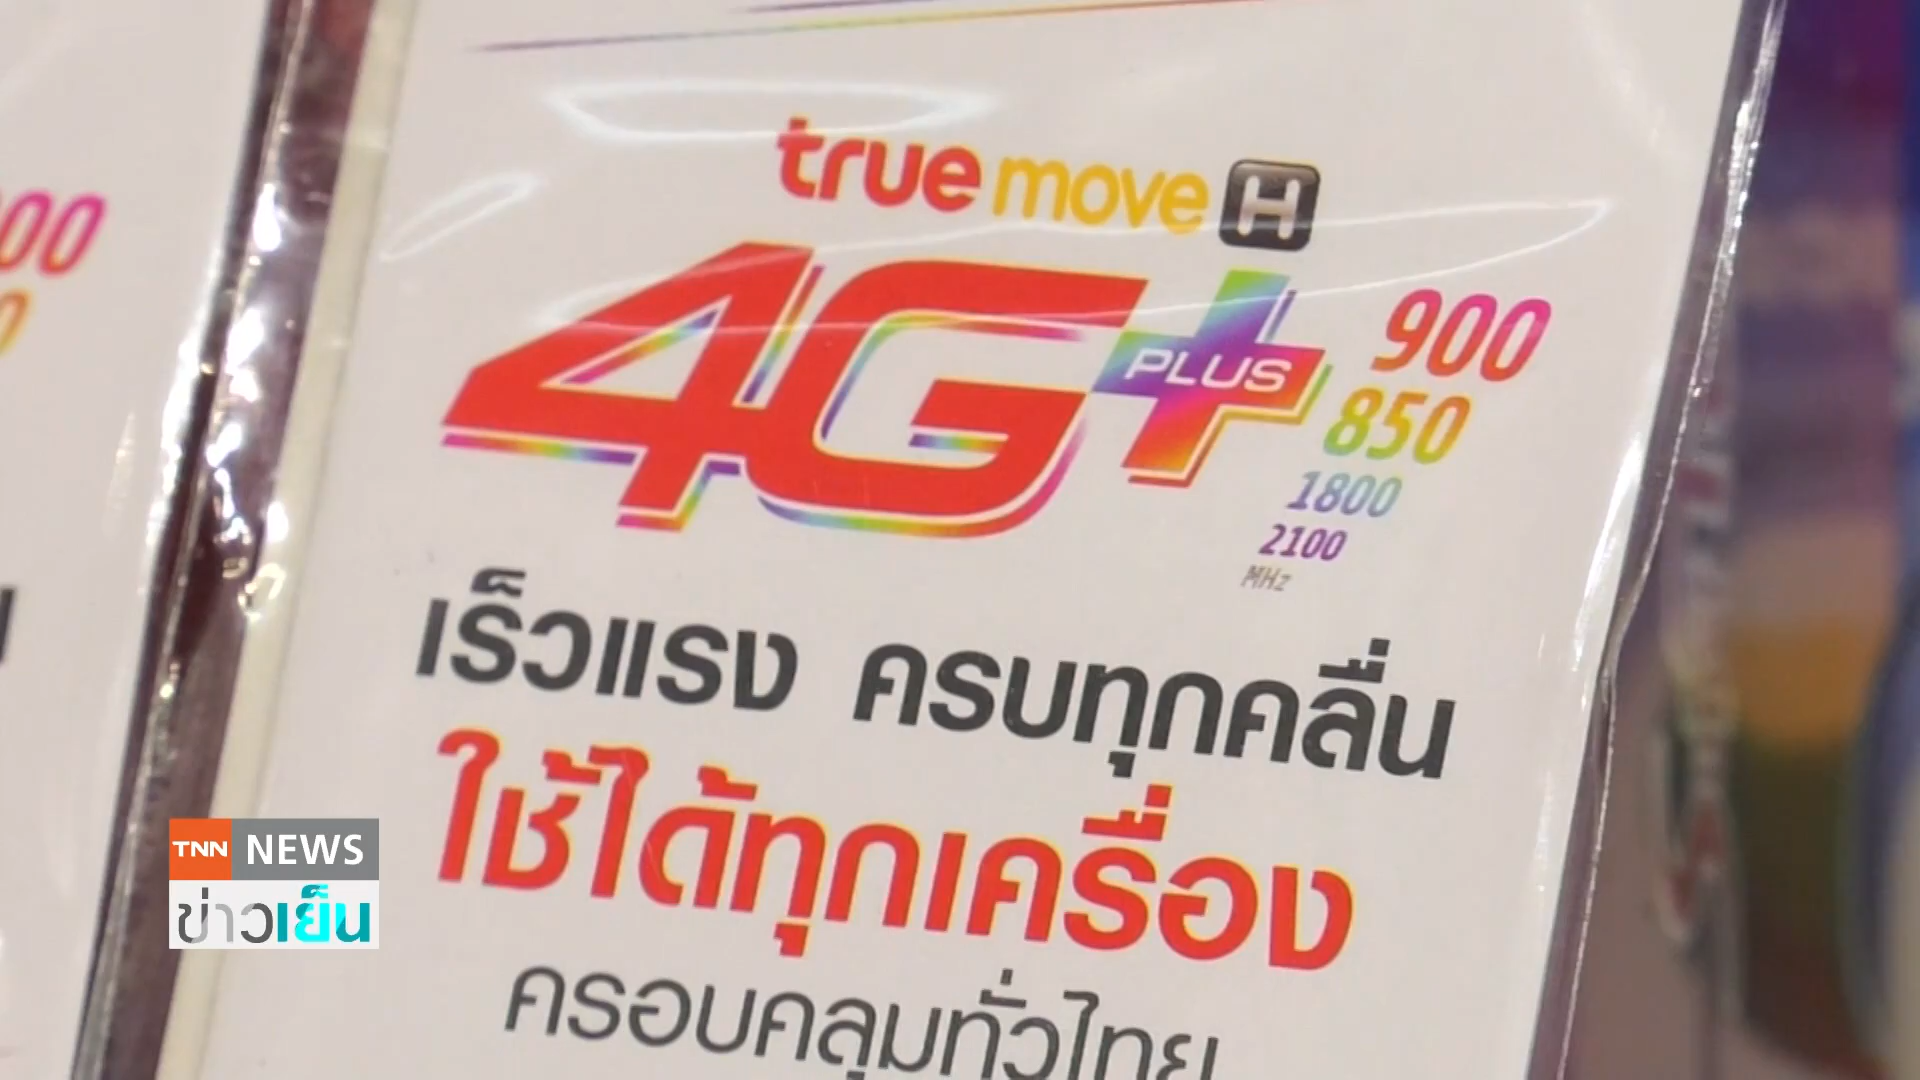 true move H
4G+ PLUS
900
850
1800
2100
MHz
เร็วแรง ครบทุกคลื่น
ใช้ได้ทุกเครื่อง
ครอบคลุมทั่วไทย
TNN NEWS
ข่าวเย็น